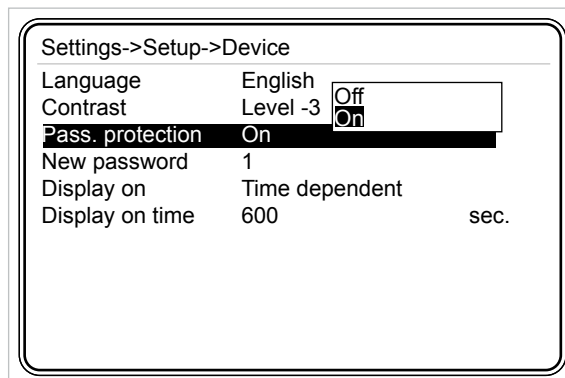 Settings->Setup->Device
Language English
Contrast Level -3
Off
On
Pass. protection On
New password 1
Display on Time dependent
Display on time 600 sec.